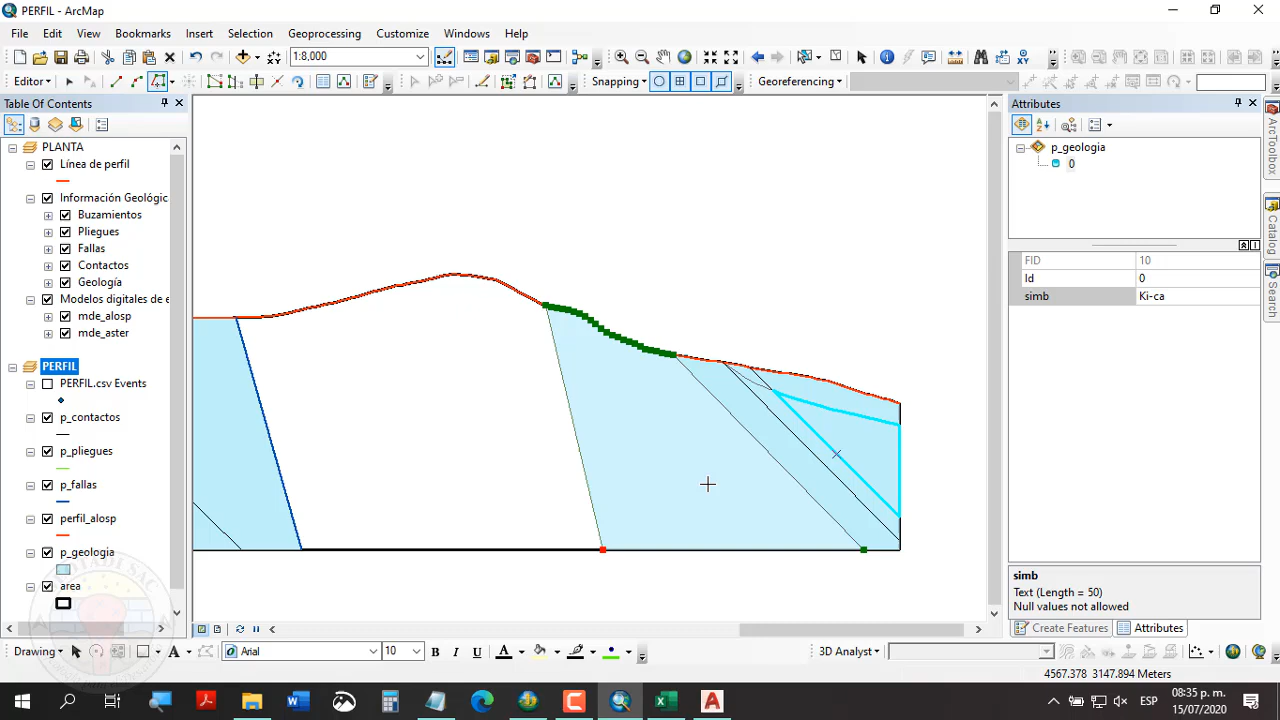 PERFIL - ArcMap
File Edit View Bookmarks Insert Selection Geoprocessing Customize Windows Help
1:8,000
Editor Snapping Georeferencing
Table Of Contents
PLANTA
Línea de perfil
Información Geológic
Buzamientos
Pliegues
Fallas
Contactos
Geología
Modelos digitales de e
mde_alosp
mde_aster
PERFIL
PERFIL.csv Events
p_contactos
p_pliegues
p_fallas
perfil_alosp
p_geologia
area
Attributes
p_geologia
0
FID 10
Id 0
simb Ki-ca
simb
Text (Length = 50)
Null values not allowed
Create Features Attributes
ArcToolbox
Catalog
Search
Drawing Arial 10 B I U A 3D Analyst
4567.378 3147.894 Meters
ESP
08:35 p. m.
15/07/2020